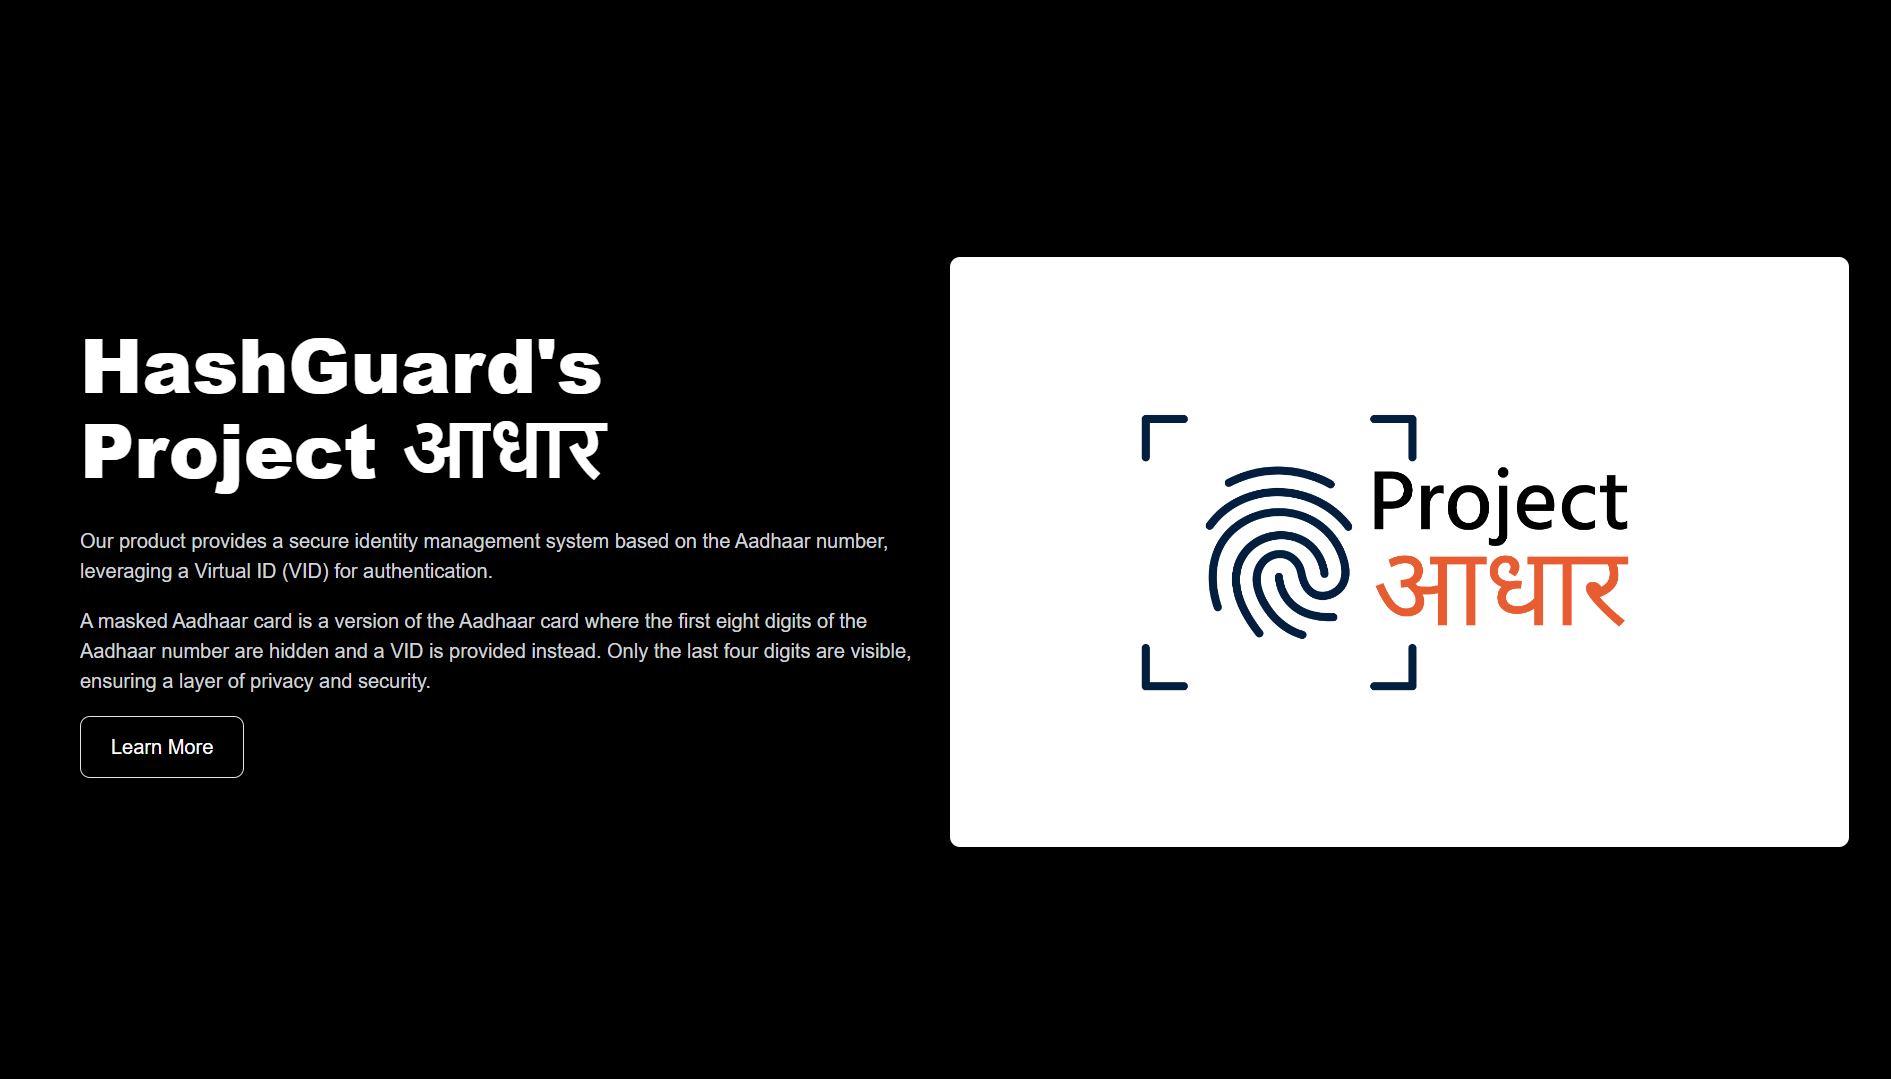 HashGuard's
Project आधार
Our product provides a secure identity management system based on the Aadhaar number,
leveraging a Virtual ID (VID) for authentication.
A masked Aadhaar card is a version of the Aadhaar card where the first eight digits of the
Aadhaar number are hidden and a VID is provided instead. Only the last four digits are visible,
ensuring a layer of privacy and security.
Learn More
Project
आधार